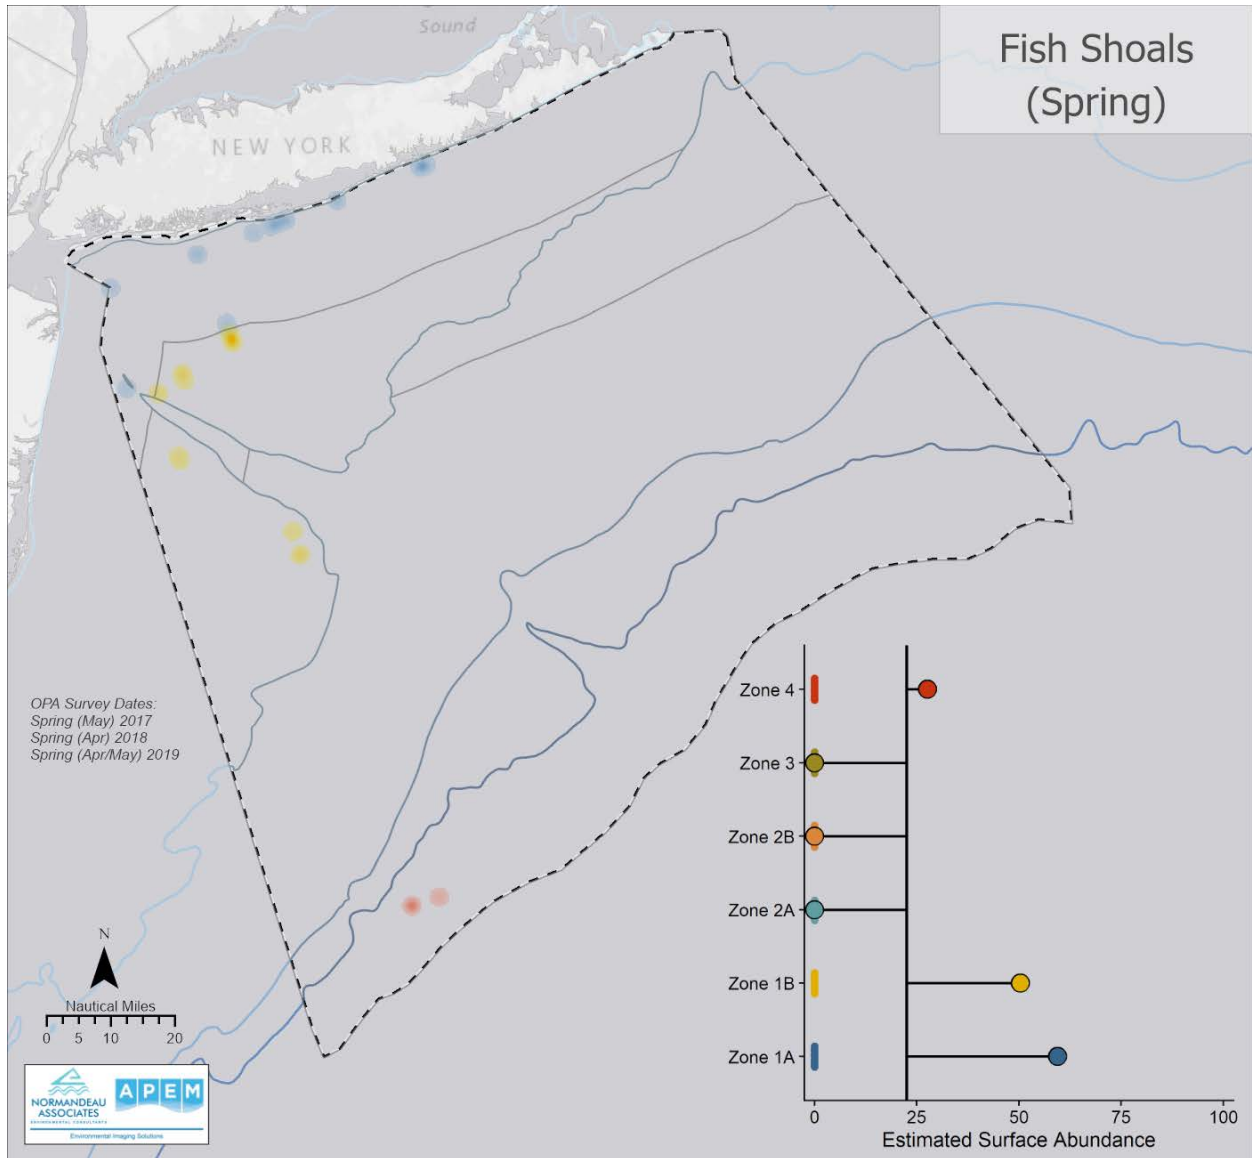 Sound
Fish Shoals
(Spring)
NEW YORK
OPA Survey Dates:
Spring (May) 2017
Spring (Apr) 2018
Spring (Apr/May) 2019
Zone 4
Zone 3
Zone 2B
Zone 2A
Zone 1B
Zone 1A
0 25 50 75 100
Estimated Surface Abundance
N
Nautical Miles
0 5 10 20
NORMANDEAU
ASSOCIATES
ENVIRONMENTAL CONSULTANTS
APEM
Environmental Imaging Solutions